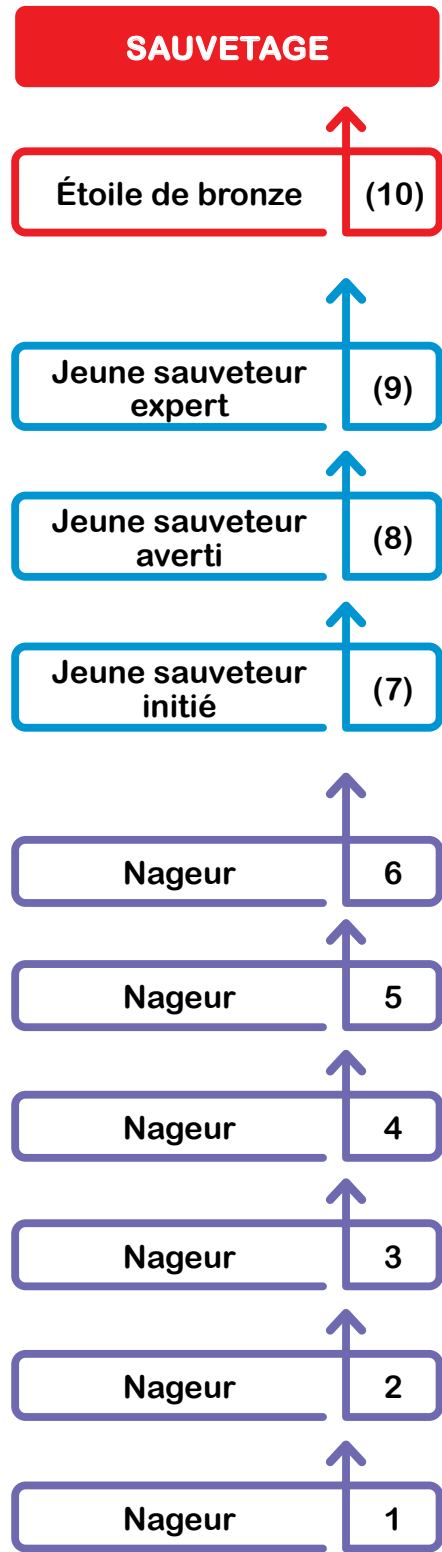 SAUVETAGE
Étoile de bronze (10)
Jeune sauveteur
expert (9)
Jeune sauveteur
averti (8)
Jeune sauveteur
initié (7)
Nageur 6
Nageur 5
Nageur 4
Nageur 3
Nageur 2
Nageur 1